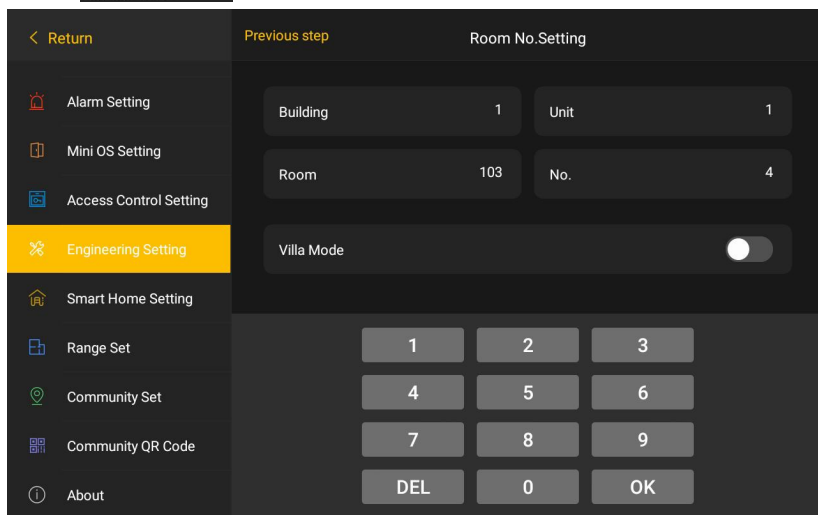 Return
Previous step
Room No.Setting
Alarm Setting
Mini OS Setting
Access Control Setting
Engineering Setting
Smart Home Setting
Range Set
Community Set
Community QR Code
About
Building 1
Unit 1
Room 103
No. 4
Villa Mode
1 2 3
4 5 6
7 8 9
DEL 0 OK